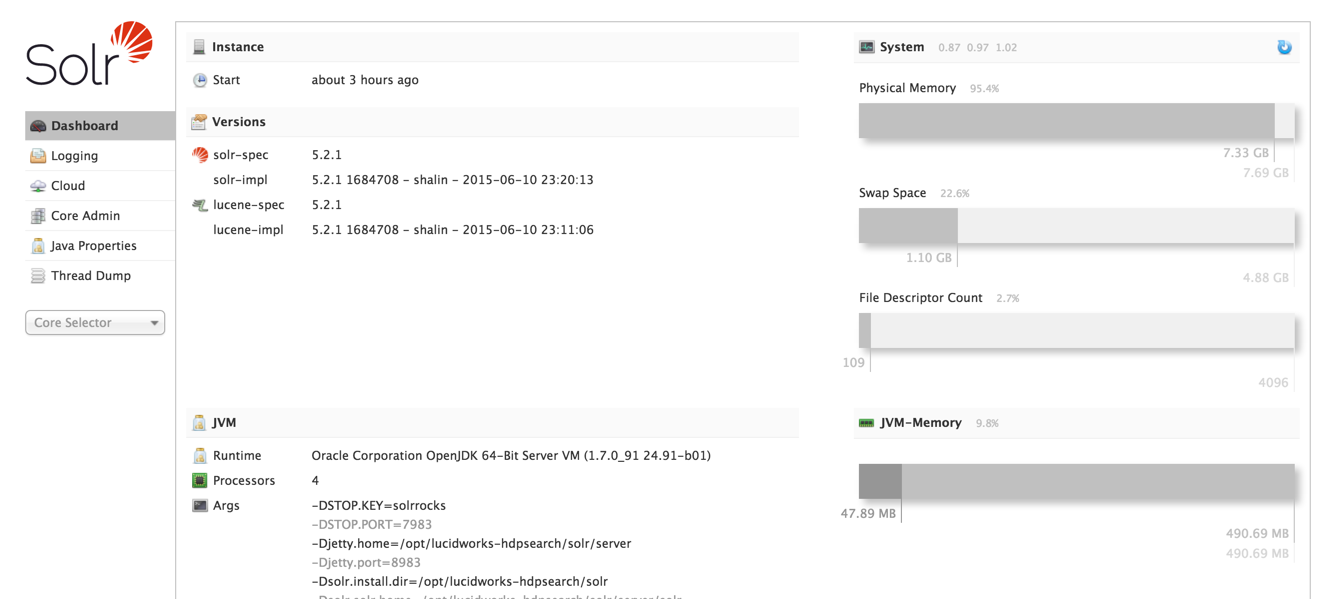 Solr
Dashboard
Logging
Cloud
Core Admin
Java Properties
Thread Dump
Core Selector
Instance
Start about 3 hours ago
Versions
solr-spec 5.2.1
solr-impl 5.2.1 1684708 - shalin - 2015-06-10 23:20:13
lucene-spec 5.2.1
lucene-impl 5.2.1 1684708 - shalin - 2015-06-10 23:11:06
JVM
Runtime Oracle Corporation OpenJDK 64-Bit Server VM (1.7.0_91 24.91-b01)
Processors 4
Args -DSTOP.KEY=solrrocks
-DSTOP.PORT=7983
-Djetty.home=/opt/lucidworks-hdpsearch/solr/server
-Djetty.port=8983
-Dsolr.install.dir=/opt/lucidworks-hdpsearch/solr
System 0.87 0.97 1.02
Physical Memory 95.4%
7.33 GB
7.69 GB
Swap Space 22.6%
1.10 GB
4.88 GB
File Descriptor Count 2.7%
109
4096
JVM-Memory 9.8%
47.89 MB
490.69 MB
490.69 MB